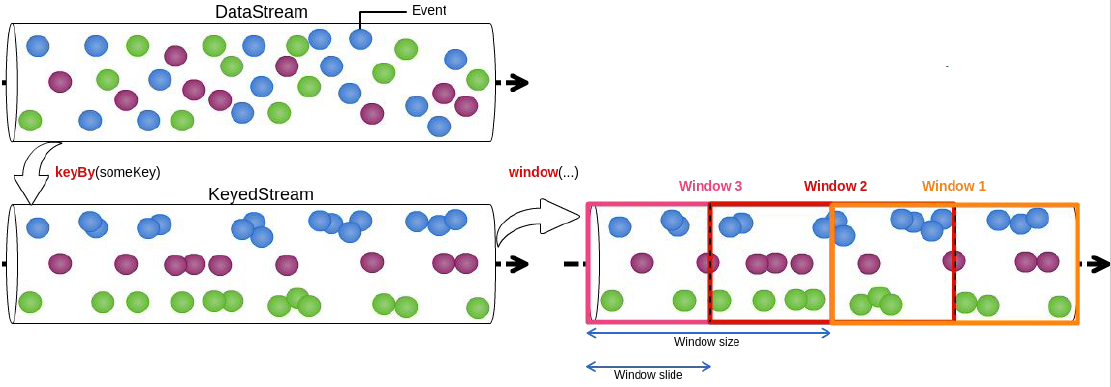 DataStream
Event
keyBy(someKey)
KeyedStream
window(...)
Window 3
Window 2
Window 1
Window size
Window slide